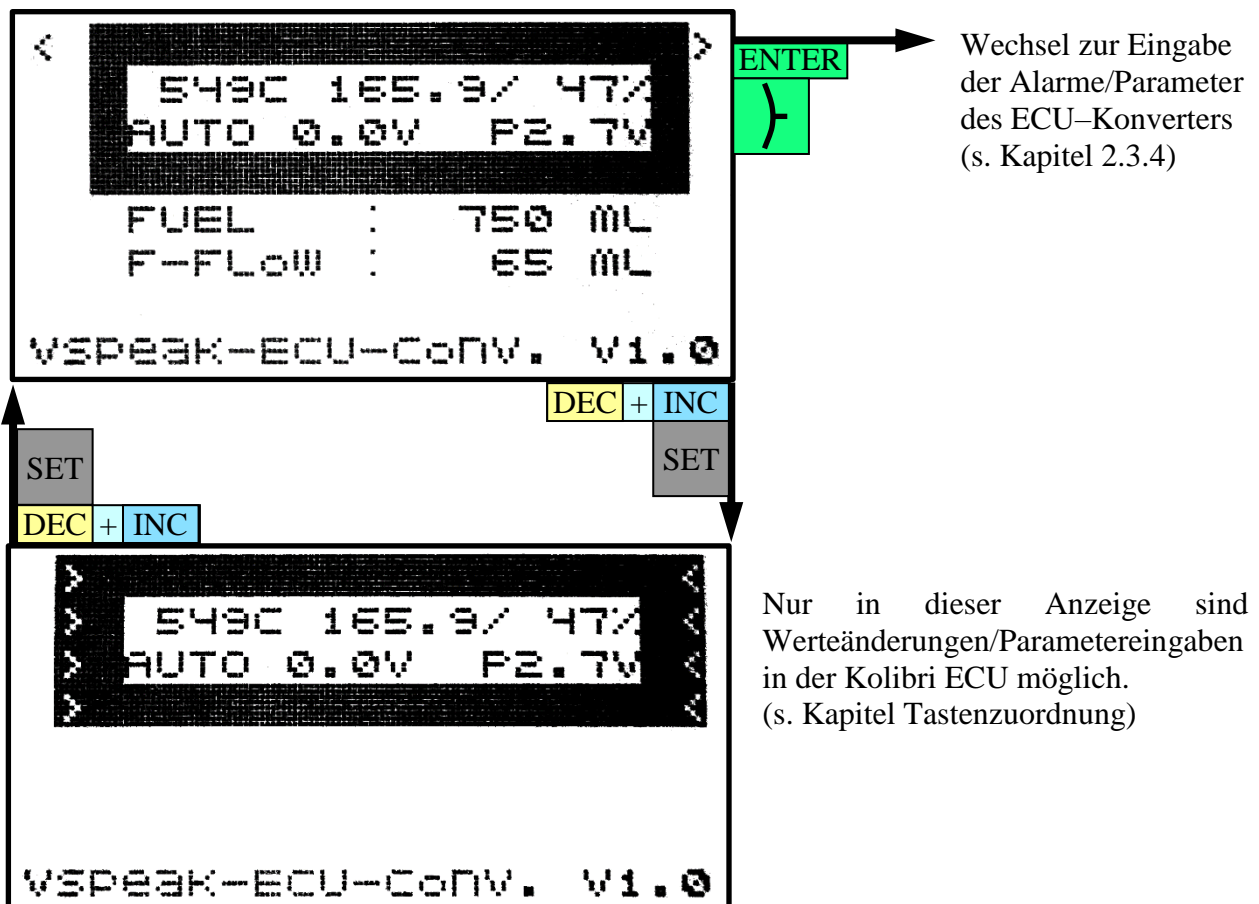 < >
549C 165.9/ 47%
AUTO 0.0V P2.7V
FUEL : 750 ML
F-FLoW : 65 ML
VSPeaK-ECU-ConV. V1.0
ENTER
Wechsel zur Eingabe
der Alarme/Parameter
des ECU–Konverters
(s. Kapitel 2.3.4)
DEC + INC
SET
SET
DEC + INC
> <
> 549C 165.9/ 47% <
> AUTO 0.0V P2.7V <
> <
VSPeaK-ECU-ConV. V1.0
Nur in dieser Anzeige sind
Werteänderungen/Parametereingaben
in der Kolibri ECU möglich.
(s. Kapitel Tastenzuordnung)